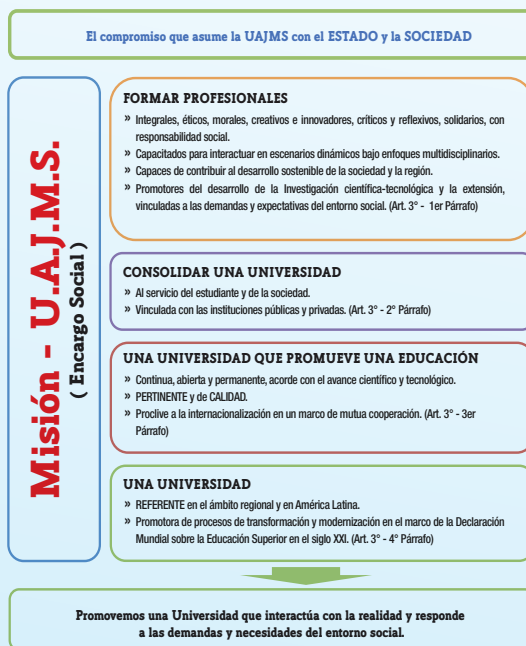 El compromiso que asume la UAJMS con el ESTADO y la SOCIEDAD
Misión - U.A.J.M.S.
( Encargo Social )
FORMAR PROFESIONALES
» Integrales, éticos, morales, creativos e innovadores, críticos y reflexivos, solidarios, con
responsabilidad social.
» Capacitados para interactuar en escenarios dinámicos bajo enfoques multidisciplinarios.
» Capaces de contribuir al desarrollo sostenible de la sociedad y la región.
» Promotores del desarrollo de la Investigación científica-tecnológica y la extensión,
vinculadas a las demandas y expectativas del entorno social. (Art. 3° - 1er Párrafo)
CONSOLIDAR UNA UNIVERSIDAD
» Al servicio del estudiante y de la sociedad.
» Vinculada con las instituciones públicas y privadas. (Art. 3° - 2° Párrafo)
UNA UNIVERSIDAD QUE PROMUEVE UNA EDUCACIÓN
» Continua, abierta y permanente, acorde con el avance científico y tecnológico.
» PERTINENTE y de CALIDAD.
» Proclive a la internacionalización en un marco de mutua cooperación. (Art. 3° - 3er
Párrafo)
UNA UNIVERSIDAD
» REFERENTE en el ámbito regional y en América Latina.
» Promotora de procesos de transformación y modernización en el marco de la Declaración
Mundial sobre la Educación Superior en el siglo XXI. (Art. 3° - 4° Párrafo)
Promovemos una Universidad que interactúa con la realidad y responde
a las demandas y necesidades del entorno social.